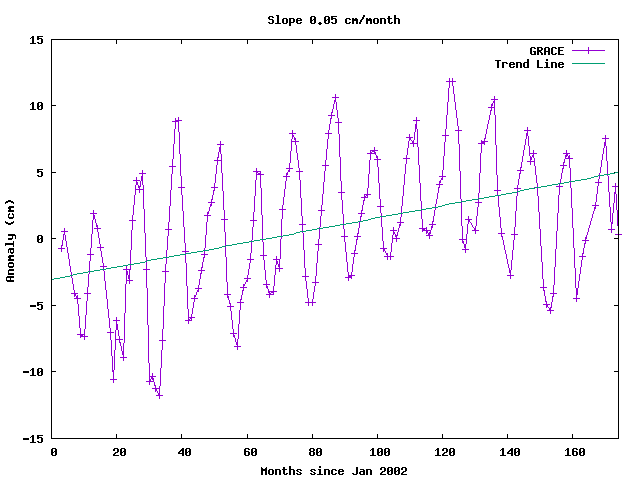 Slope 0.05 cm/month
GRACE
Trend Line
15
10
5
0
-5
-10
-15
Anomaly (cm)
0 20 40 60 80 100 120 140 160
Months since Jan 2002